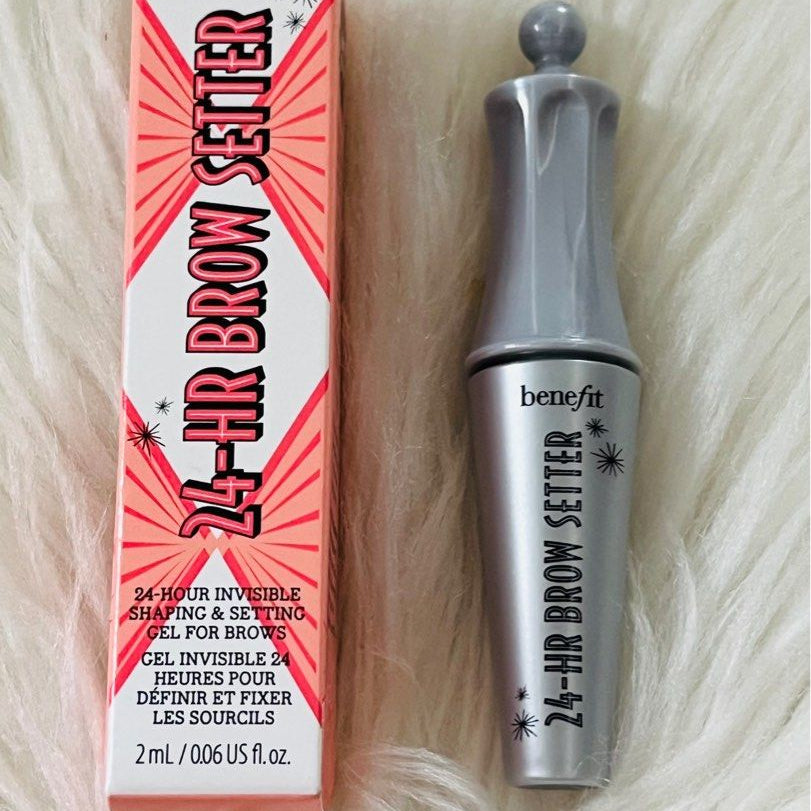 24-HR BROW SETTER
24-HOUR INVISIBLE
SHAPING & SETTING
GEL FOR BROWS
GEL INVISIBLE 24
HEURES POUR
DÉFINIR ET FIXER
LES SOURCILS
2 mL / 0.06 US fl. oz.
benefit
24-HR BROW SETTER